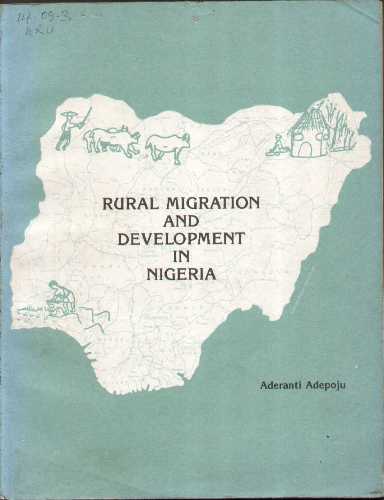 RURAL MIGRATION
AND
DEVELOPMENT
IN
NIGERIA
Aderanti Adepoju